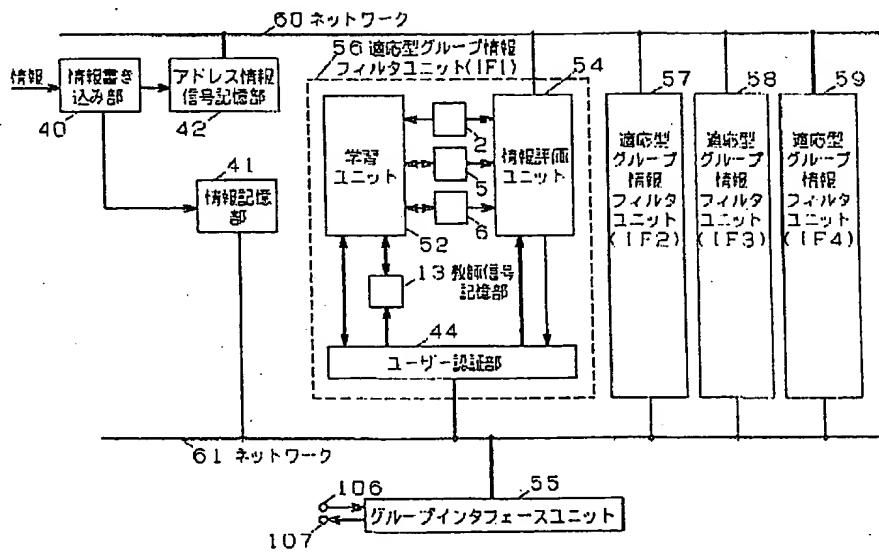 60 ネットワーク
56 適応型グループ情報
フィルタユニット(IF1)
情報
情報書き
込み部
40
アドレス情報
信号記憶部
42
41
情報記憶
部
54
学習
ユニット
52
2
5
6
情報評価
ユニット
13 教師信号
記憶部
44
ユーザー認証部
57
適応型
グループ
情報
フィルタ
ユニット
(IF2)
58
適応型
グループ
情報
フィルタ
ユニット
(IF3)
59
適応型
グループ
情報
フィルタ
ユニット
(IF4)
61 ネットワーク
106
107
55
グループインタフェースユニット